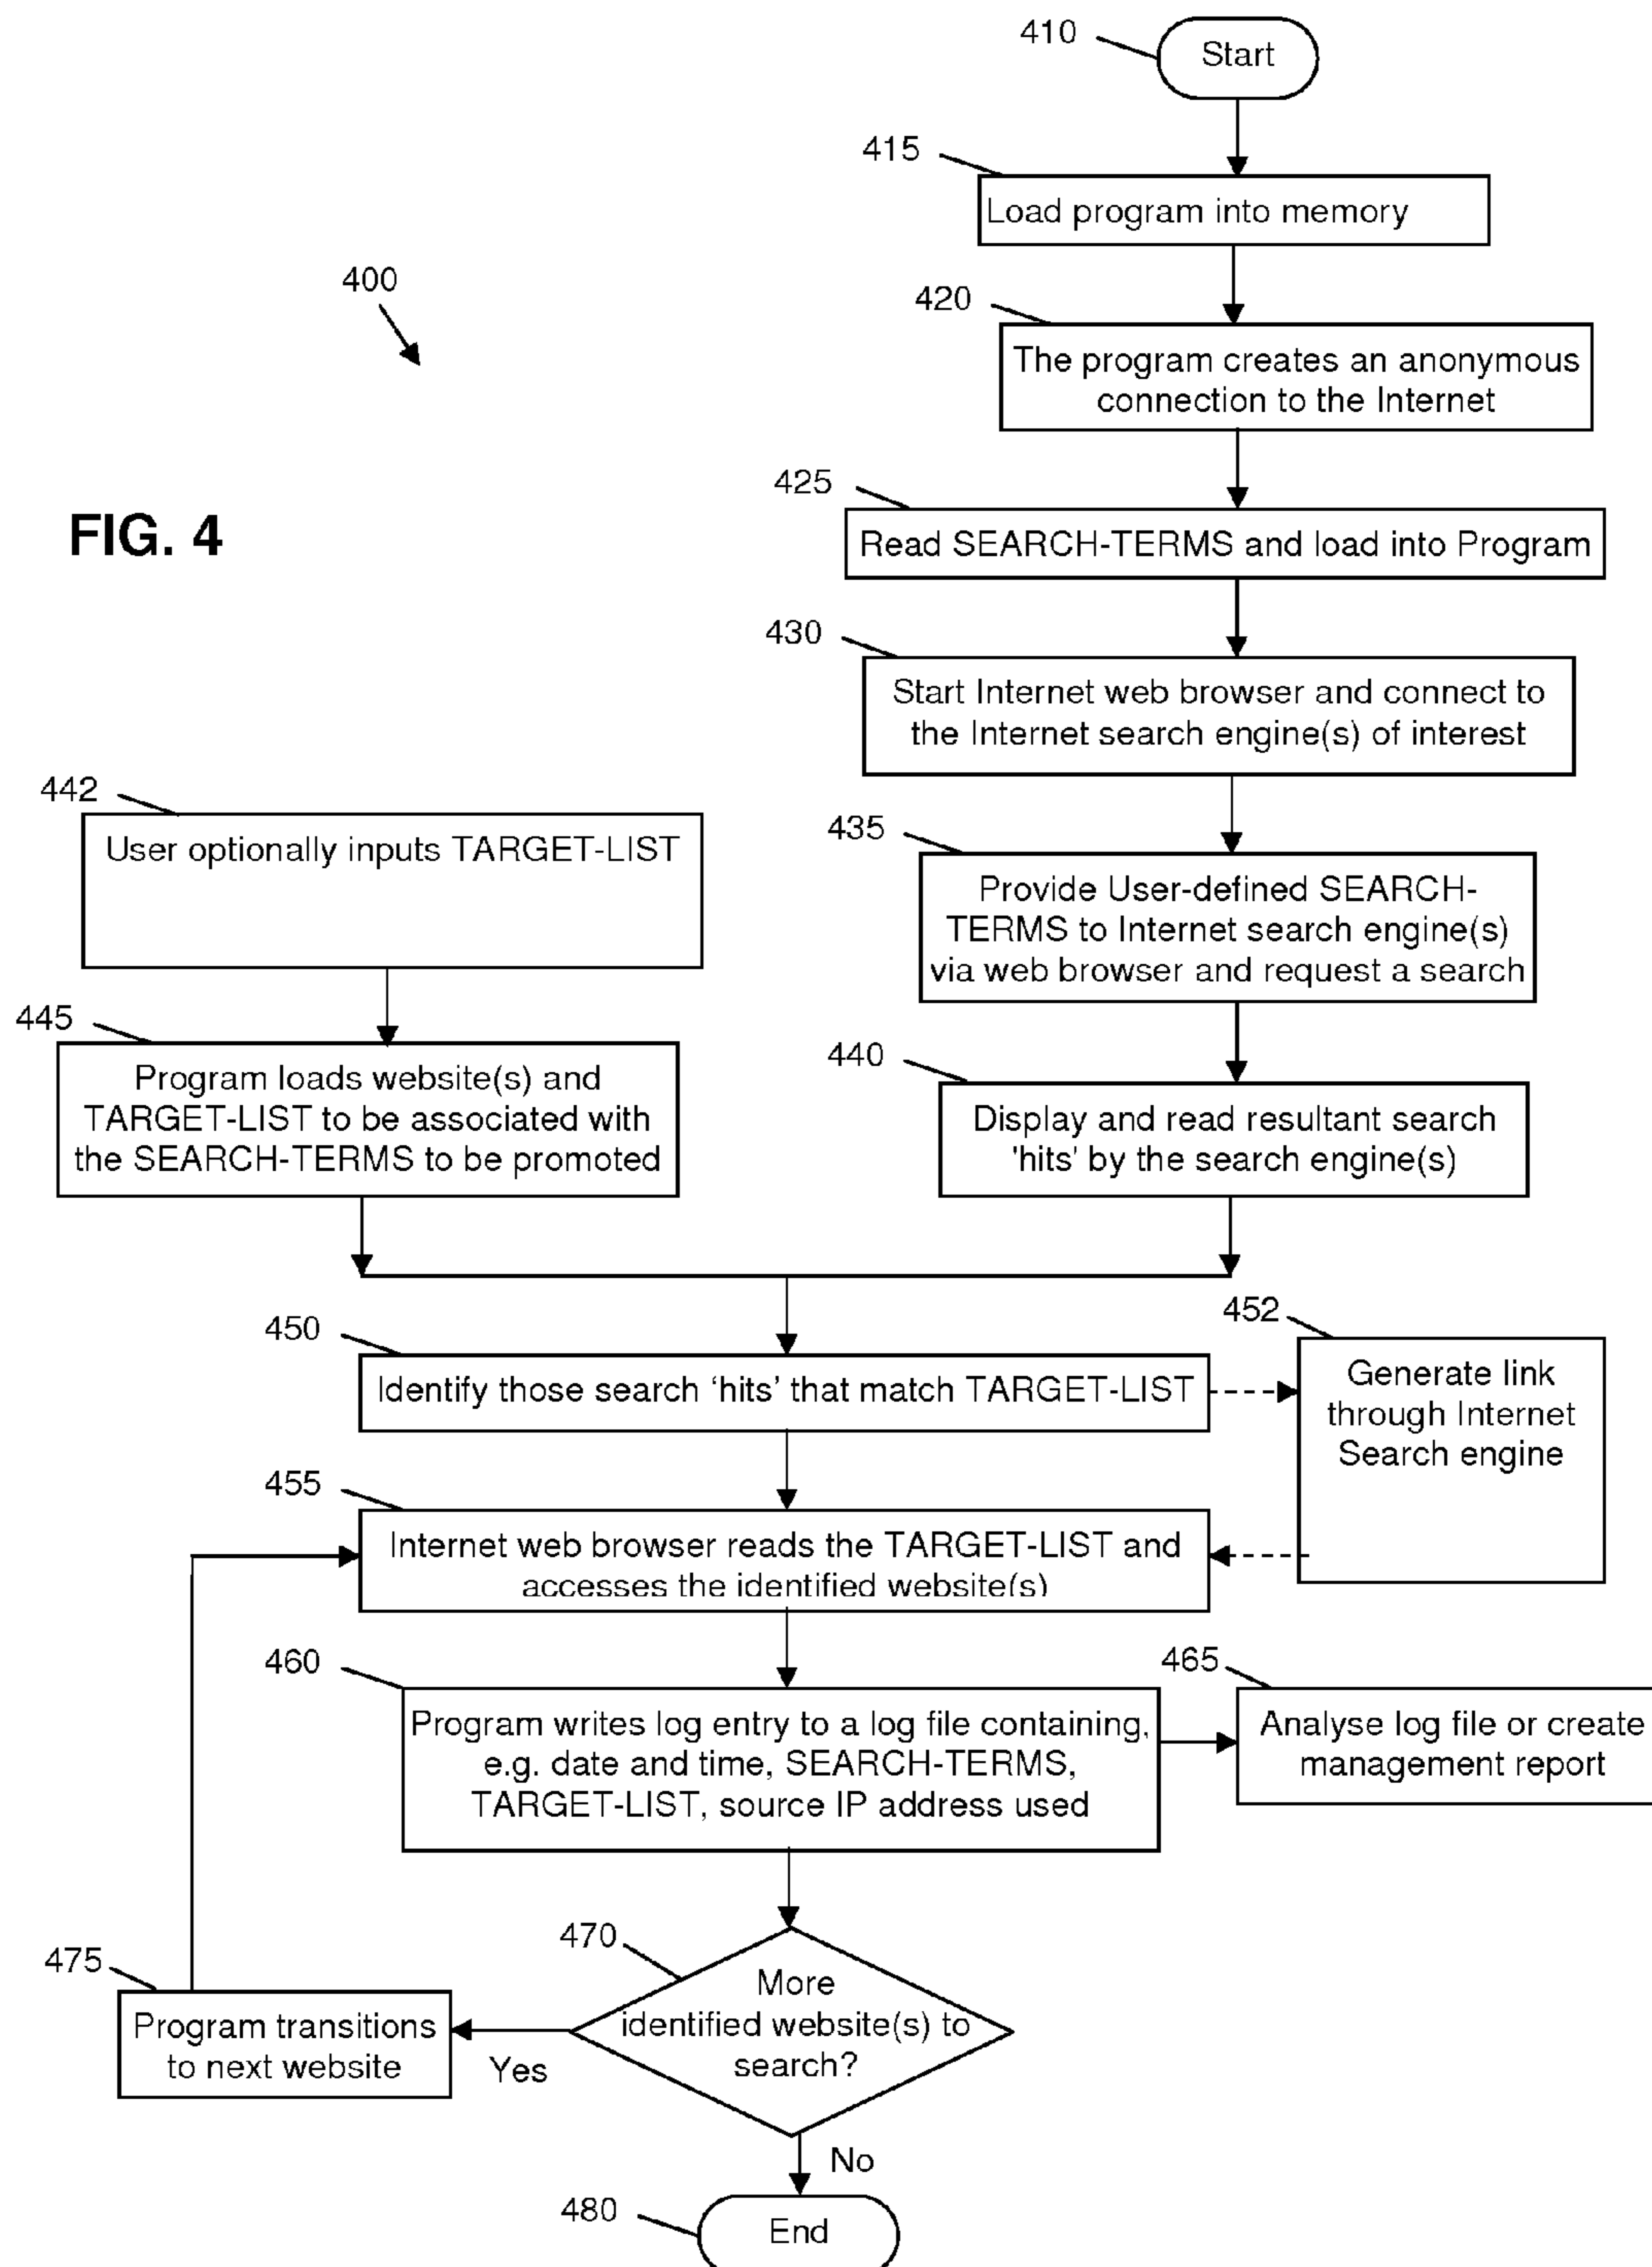 410
Start
415
Load program into memory
400
420
The program creates an anonymous
connection to the Internet
425
FIG. 4
Read SEARCH-TERMS and load into Program
430
Start Internet web browser and connect to
the Internet search engine(s) of interest
442
User optionally inputs TARGET-LIST
435
Provide User-defined SEARCH-
TERMS to Internet search engine(s)
via web browser and request a search
445
Program loads website(s) and
TARGET-LIST to be associated with
the SEARCH-TERMS to be promoted
440
Display and read resultant search
'hits' by the search engine(s)
450
Identify those search ‘hits’ that match TARGET-LIST
452
Generate link
through Internet
Search engine
455
Internet web browser reads the TARGET-LIST and
accesses the identified website(s)
460
Program writes log entry to a log file containing,
e.g. date and time, SEARCH-TERMS,
TARGET-LIST, source IP address used
465
Analyse log file or create
management report
470
More
identified website(s) to
search?
475
Program transitions
to next website
Yes
No
480
End